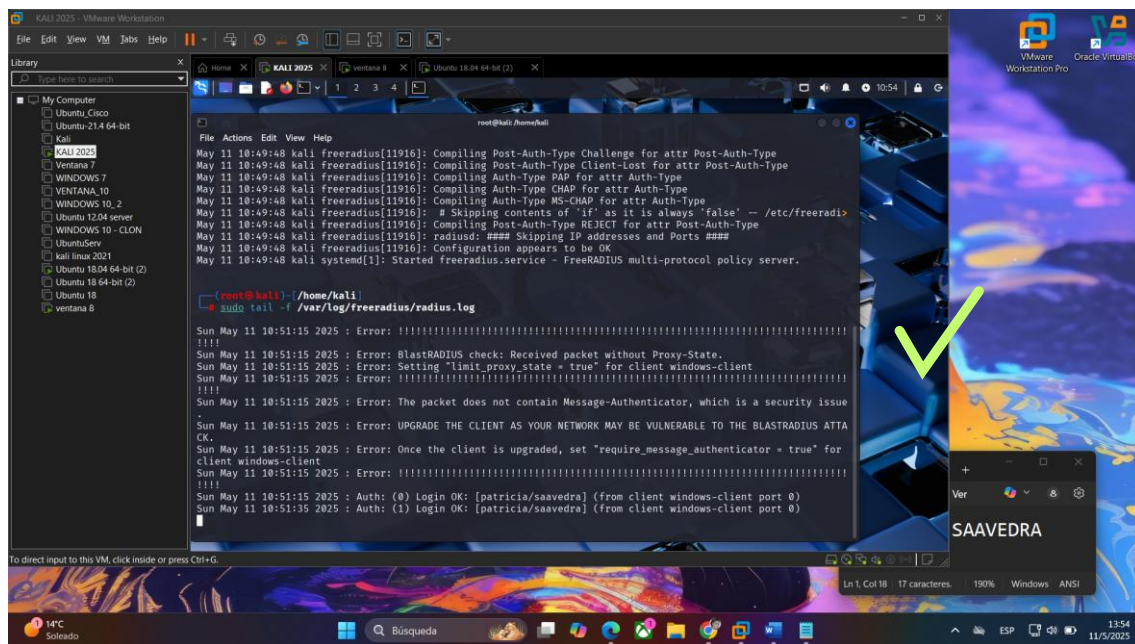 KALI 2025 - VMware Workstation
File Edit View VM Tabs Help
Library
Type here to search
My Computer
Ubuntu_Cisco
Ubuntu-21.4 64-bit
Kali
KALI 2025
Ventana 7
WINDOWS 7
VENTANA_10
WINDOWS 10_ 2
Ubuntu 12.04 server
WINDOWS 10 - CLON
UbuntuServ
kali linux 2021
Ubuntu 18.04 64-bit (2)
Ubuntu 18 64-bit (2)
Ubuntu 18
ventana 8
Home KALI 2025 ventana 8 Ubuntu 18.04 64-bit (2)
1 2 3 4 10:54
root@kali: /home/kali
File Actions Edit View Help
May 11 10:49:48 kali freeradius[11916]: Compiling Post-Auth-Type Challenge for attr Post-Auth-Type
May 11 10:49:48 kali freeradius[11916]: Compiling Post-Auth-Type Client-Lost for attr Post-Auth-Type
May 11 10:49:48 kali freeradius[11916]: Compiling Auth-Type PAP for attr Auth-Type
May 11 10:49:48 kali freeradius[11916]: Compiling Auth-Type CHAP for attr Auth-Type
May 11 10:49:48 kali freeradius[11916]: Compiling Auth-Type MS-CHAP for attr Auth-Type
May 11 10:49:48 kali freeradius[11916]: # Skipping contents of 'if' as it is always 'false' -- /etc/freeradi>
May 11 10:49:48 kali freeradius[11916]: Compiling Post-Auth-Type REJECT for attr Post-Auth-Type
May 11 10:49:48 kali freeradius[11916]: radiusd: #### Skipping IP addresses and Ports ####
May 11 10:49:48 kali freeradius[11916]: Configuration appears to be OK
May 11 10:49:48 kali systemd[1]: Started freeradius.service - FreeRADIUS multi-protocol policy server.
(root㉿kali)-[/home/kali]
# sudo tail -f /var/log/freeradius/radius.log
Sun May 11 10:51:15 2025 : Error: !!!!!!!!!!!!!!!!!!!!!!!!!!!!!!!!!!!!!!!!!!!!!!!!!!!!!!!!!!!!!!!!!!!!!!!!!!
!!!!
Sun May 11 10:51:15 2025 : Error: BlastRADIUS check: Received packet without Proxy-State.
Sun May 11 10:51:15 2025 : Error: Setting "limit_proxy_state = true" for client windows-client
Sun May 11 10:51:15 2025 : Error: !!!!!!!!!!!!!!!!!!!!!!!!!!!!!!!!!!!!!!!!!!!!!!!!!!!!!!!!!!!!!!!!!!!!!!!!!!
!!!!
Sun May 11 10:51:15 2025 : Error: The packet does not contain Message-Authenticator, which is a security issue
.
Sun May 11 10:51:15 2025 : Error: UPGRADE THE CLIENT AS YOUR NETWORK MAY BE VULNERABLE TO THE BLASTRADIUS ATTA
CK.
Sun May 11 10:51:15 2025 : Error: Once the client is upgraded, set "require_message_authenticator = true" for
client windows-client
Sun May 11 10:51:15 2025 : Error: !!!!!!!!!!!!!!!!!!!!!!!!!!!!!!!!!!!!!!!!!!!!!!!!!!!!!!!!!!!!!!!!!!!!!!!!!!
!!!!
Sun May 11 10:51:15 2025 : Auth: (0) Login OK: [patricia/saavedra] (from client windows-client port 0)
Sun May 11 10:51:35 2025 : Auth: (1) Login OK: [patricia/saavedra] (from client windows-client port 0)
To direct input to this VM, click inside or press Ctrl+G.
VMware
Workstation Pro
Oracle VirtualBo
Ver
SAAVEDRA
Ln 1, Col 18 17 caracteres. 190% Windows ANSI
1
14°C
Soleado
Búsqueda
ESP
13:54
11/5/2025